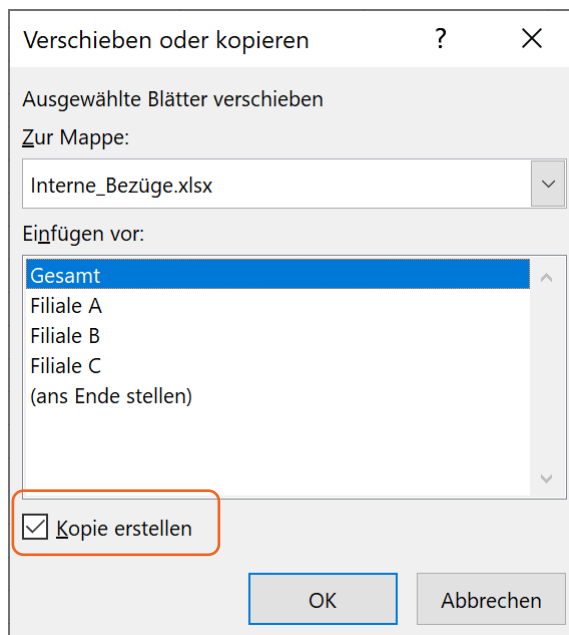 Verschieben oder kopieren ?
Ausgewählte Blätter verschieben
Zur Mappe:
Interne_Bezüge.xlsx
Einfügen vor:
Gesamt
Filiale A
Filiale B
Filiale C
(ans Ende stellen)
Kopie erstellen
OK Abbrechen